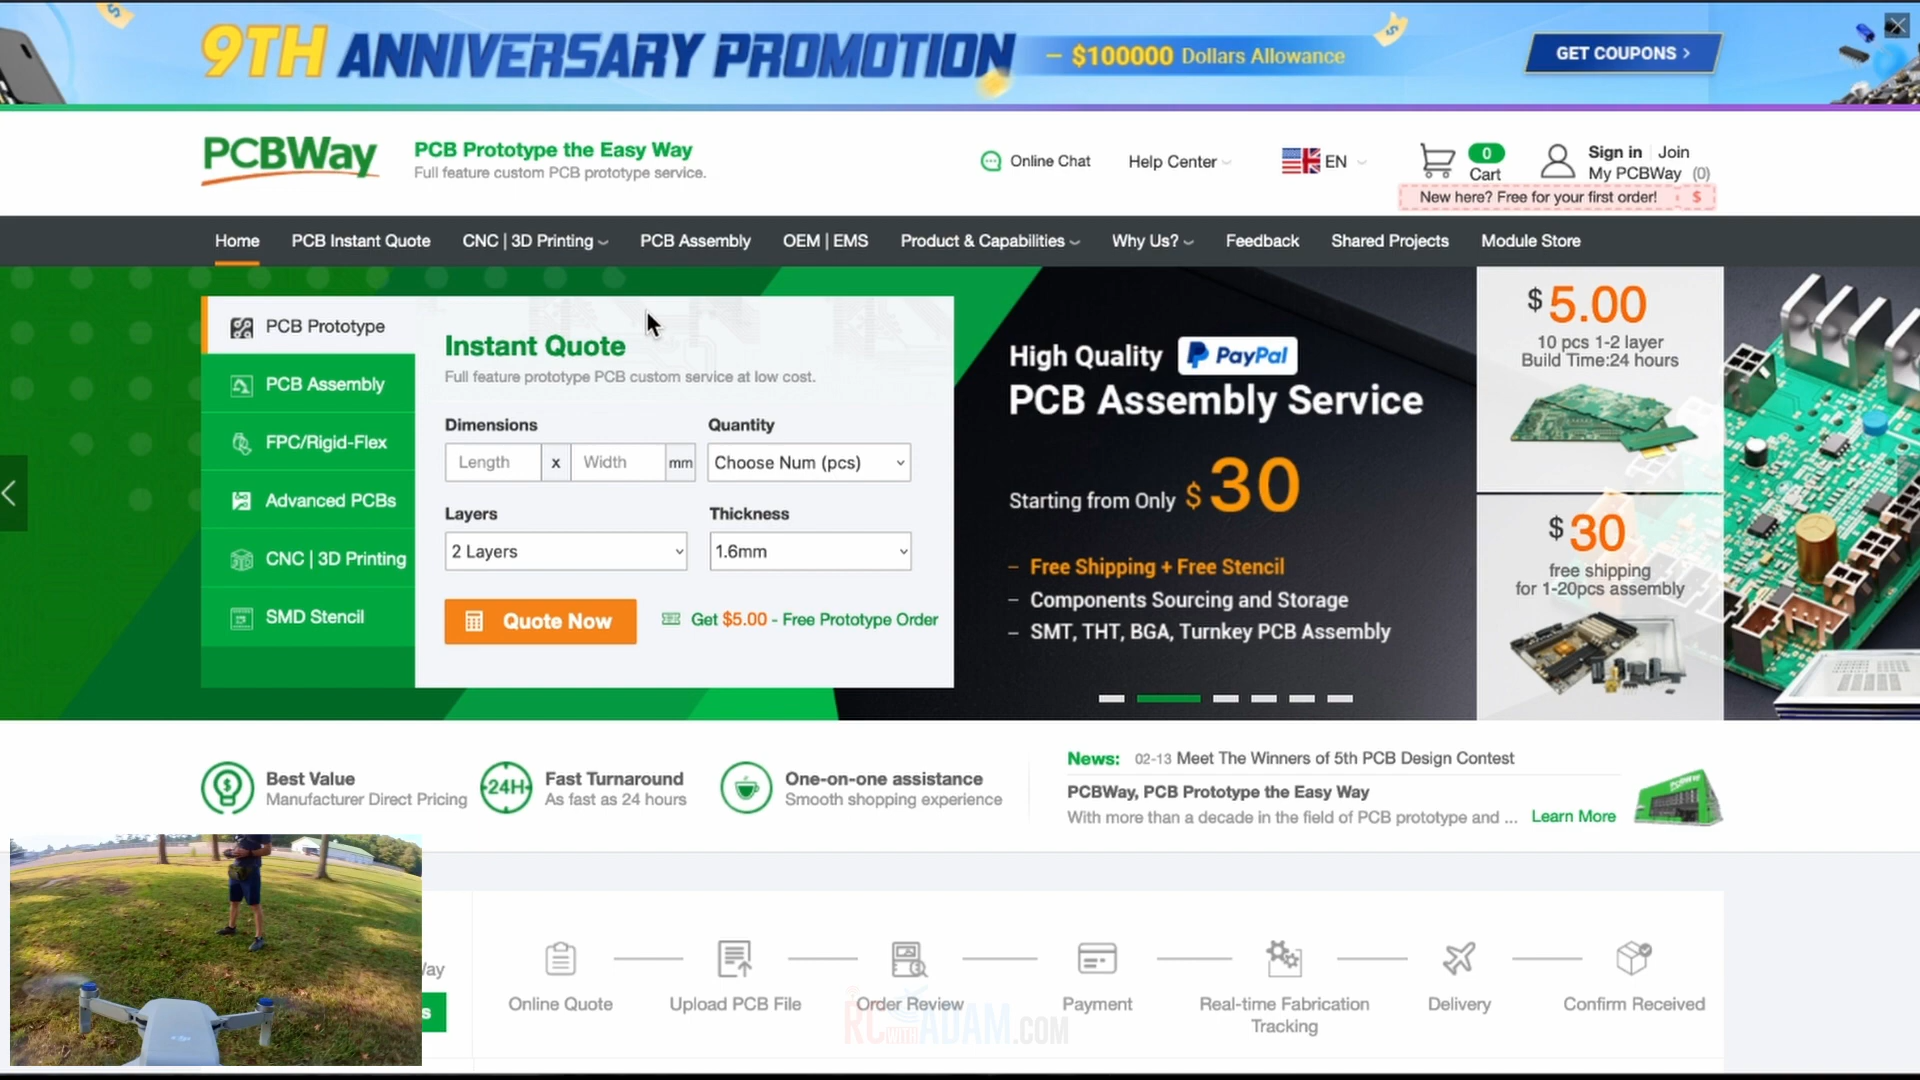 9TH ANNIVERSARY PROMOTION
– $100000 Dollars Allowance
GET COUPONS >
PCBWay
PCB Prototype the Easy Way
Full feature custom PCB prototype service.
Online Chat
Help Center
EN
0
Cart
Sign in
Join
My PCBWay (0)
New here? Free for your first order! $
Home
PCB Instant Quote
CNC | 3D Printing
PCB Assembly
OEM | EMS
Product & Capabilities
Why Us?
Feedback
Shared Projects
Module Store
PCB Prototype
PCB Assembly
FPC/Rigid-Flex
Advanced PCBs
CNC | 3D Printing
SMD Stencil
Instant Quote
Full feature prototype PCB custom service at low cost.
Dimensions
Quantity
Length x Width mm
Choose Num (pcs)
Layers
Thickness
2 Layers
1.6mm
Quote Now
Get $5.00 - Free Prototype Order
High Quality PayPal
PCB Assembly Service
Starting from Only $30
– Free Shipping + Free Stencil
– Components Sourcing and Storage
– SMT, THT, BGA, Turnkey PCB Assembly
$5.00
10 pcs 1-2 layer
Build Time:24 hours
$30
free shipping
for 1-20pcs assembly
Best Value
Manufacturer Direct Pricing
24H
Fast Turnaround
As fast as 24 hours
One-on-one assistance
Smooth shopping experience
News: 02-13 Meet The Winners of 5th PCB Design Contest
PCBWay, PCB Prototype the Easy Way
With more than a decade in the field of PCB prototype and ... Learn More
Online Quote
Upload PCB File
Order Review
Payment
Real-time Fabrication
Tracking
Delivery
Confirm Received
RC WITH ADAM.COM